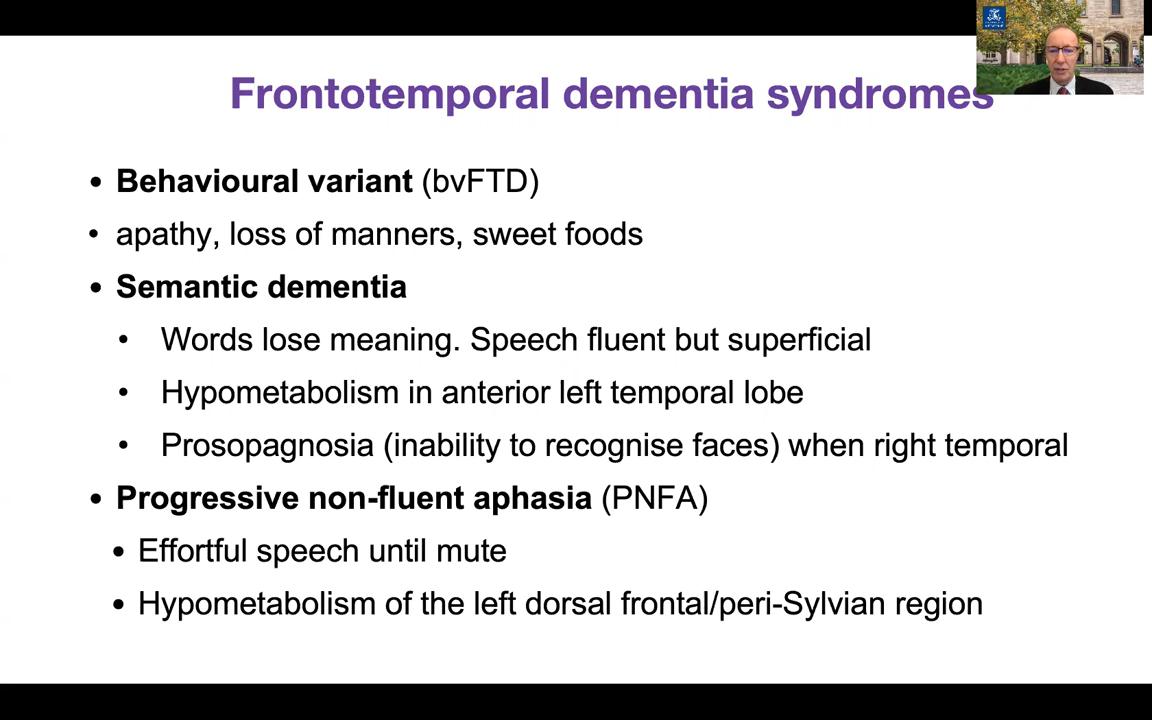 Frontotemporal dementia syndromes
• Behavioural variant (bvFTD)
• apathy, loss of manners, sweet foods
• Semantic dementia
• Words lose meaning. Speech fluent but superficial
• Hypometabolism in anterior left temporal lobe
• Prosopagnosia (inability to recognise faces) when right temporal
• Progressive non-fluent aphasia (PNFA)
• Effortful speech until mute
• Hypometabolism of the left dorsal frontal/peri-Sylvian region